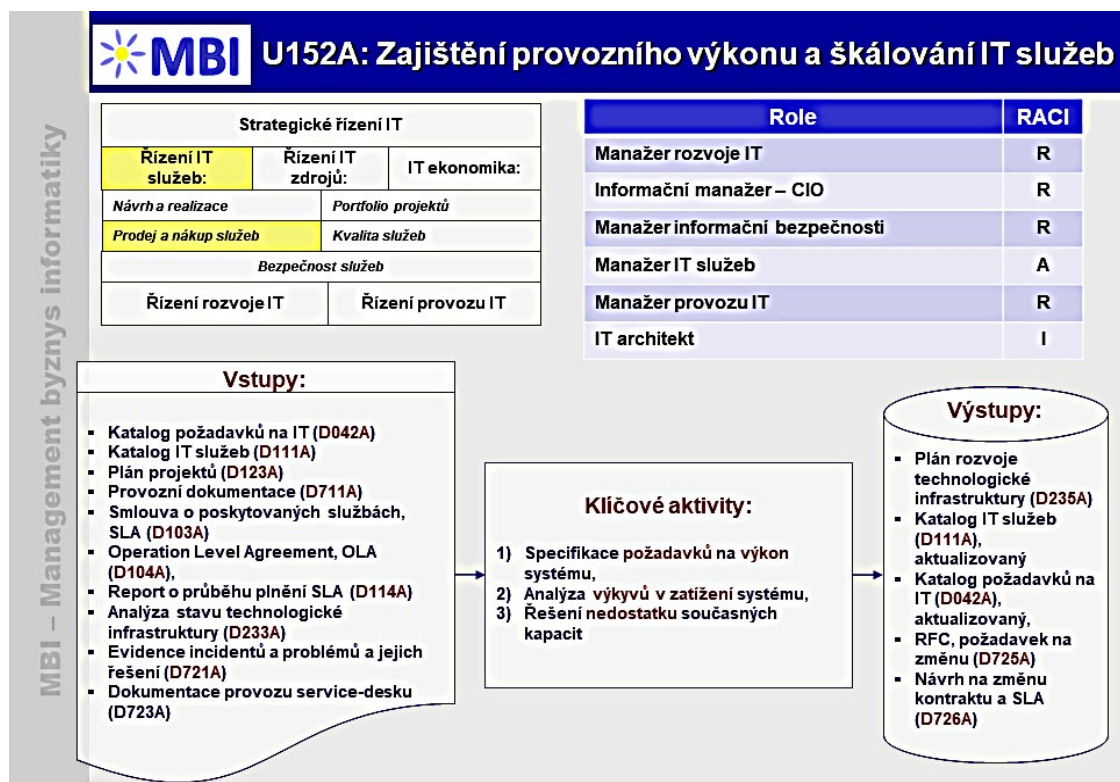 MBI
U152A: Zajištění provozního výkonu a škálování IT služeb
MBI – Management byznys informatiky
Strategické řízení IT
Řízení IT
služeb:
Řízení IT
zdrojů:
IT ekonomika:
Návrh a realizace
Portfolio projektů
Prodej a nákup služeb
Kvalita služeb
Bezpečnost služeb
Řízení rozvoje IT
Řízení provozu IT
Role RACI
Manažer rozvoje IT R
Informační manažer – CIO R
Manažer informační bezpečnosti R
Manažer IT služeb A
Manažer provozu IT R
IT architekt I
Vstupy:
▪ Katalog požadavků na IT (D042A)
▪ Katalog IT služeb (D111A)
▪ Plán projektů (D123A)
▪ Provozní dokumentace (D711A)
▪ Smlouva o poskytovaných službách,
SLA (D103A)
▪ Operation Level Agreement, OLA
(D104A),
▪ Report o průběhu plnění SLA (D114A)
▪ Analýza stavu technologické
infrastruktury (D233A)
▪ Evidence incidentů a problémů a jejich
řešení (D721A)
▪ Dokumentace provozu service-desku
(D723A)
Klíčové aktivity:
1) Specifikace požadavků na výkon
systému,
2) Analýza výkyvů v zatížení systému,
3) Řešení nedostatku současných
kapacit
Výstupy:
▪ Plán rozvoje
technologické
infrastruktury (D235A)
▪ Katalog IT služeb
(D111A),
aktualizovaný
▪ Katalog požadavků na
IT (D042A),
aktualizovaný,
▪ RFC, požadavek na
změnu (D725A)
▪ Návrh na změnu
kontraktu a SLA
(D726A)